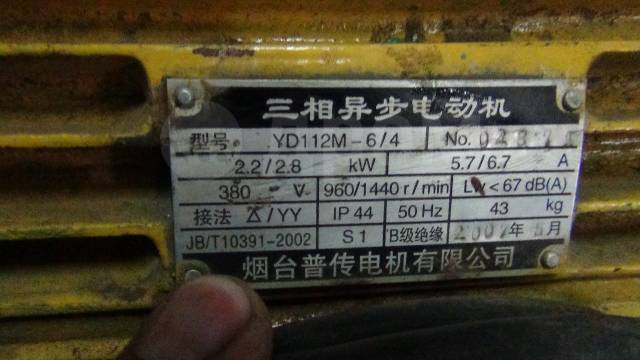 三相异步电动机
型号 YD112M-6/4 No.
2.2/2.8 kW 5.7/6.7 A
380 V 960/1440 r/min Lw<67 dB(A)
接法 △/YY IP 44 50 Hz 43 kg
JB/T10391-2002 S1 B级绝缘 年 月
烟台普传电机有限公司